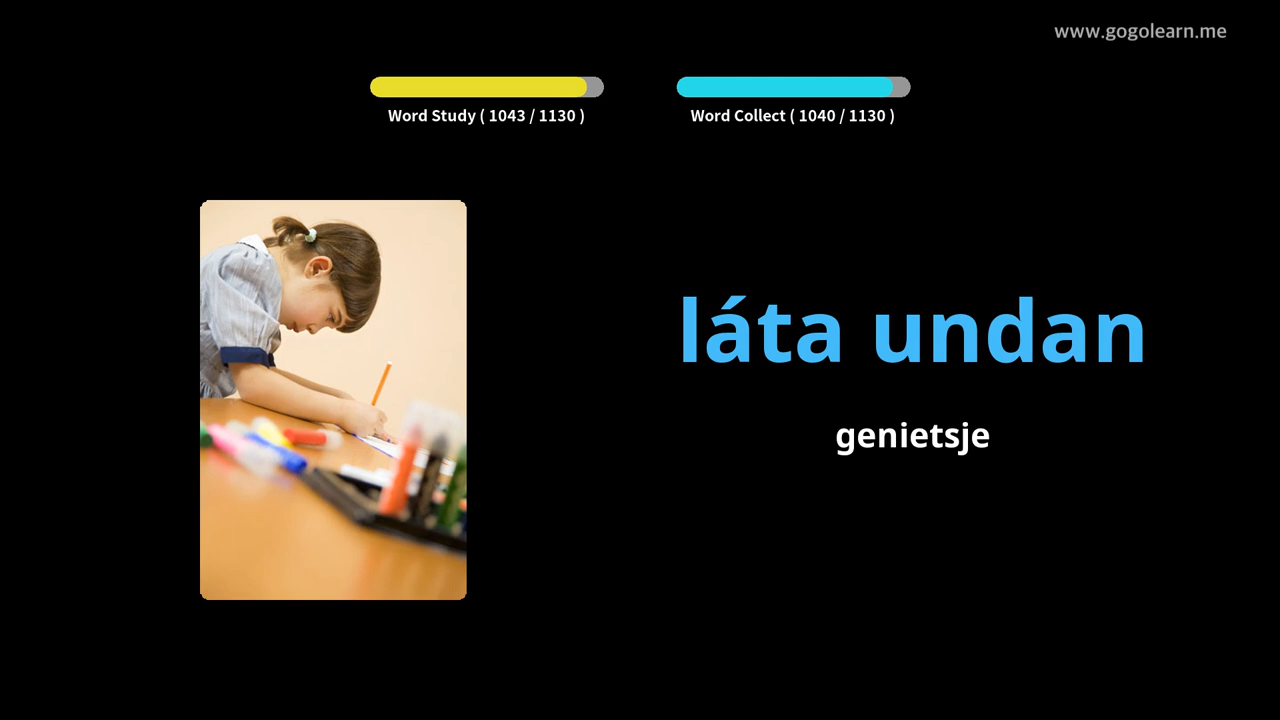 www.gogolearn.me
Word Study ( 1043 / 1130 )
Word Collect ( 1040 / 1130 )
láta undan
genietsje